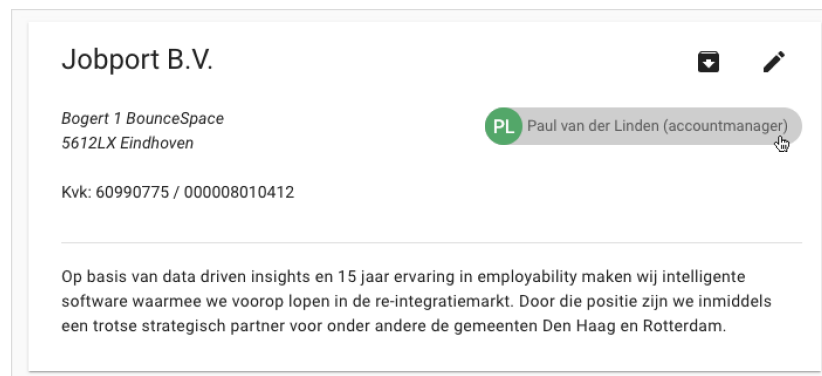 Jobport B.V.
Bogert 1 BounceSpace
5612LX Eindhoven
PL Paul van der Linden (accountmanager)
Kvk: 60990775 / 000008010412
Op basis van data driven insights en 15 jaar ervaring in employability maken wij intelligente
software waarmee we voorop lopen in de re-integratiemarkt. Door die positie zijn we inmiddels
een trotse strategisch partner voor onder andere de gemeenten Den Haag en Rotterdam.